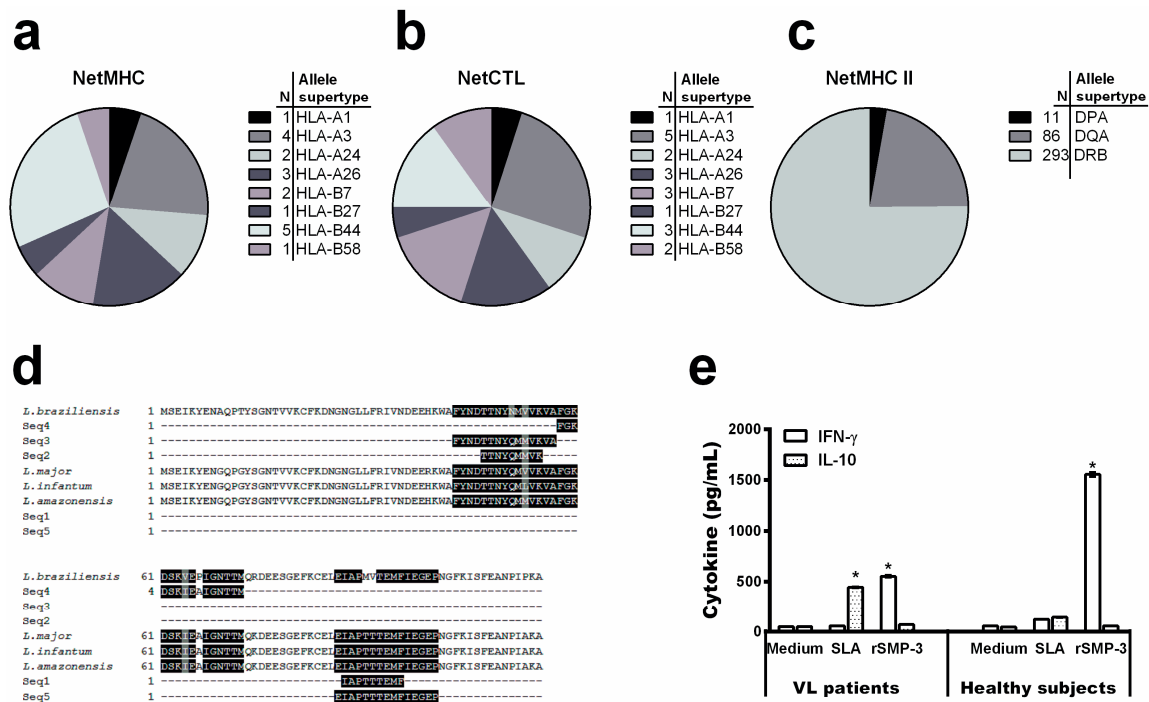 a
b
c
NetMHC
NetCTL
NetMHC II
N Allele supertype
1 HLA-A1
4 HLA-A3
2 HLA-A24
3 HLA-A26
2 HLA-B7
1 HLA-B27
5 HLA-B44
1 HLA-B58
N Allele supertype
1 HLA-A1
5 HLA-A3
2 HLA-A24
3 HLA-A26
3 HLA-B7
1 HLA-B27
3 HLA-B44
2 HLA-B58
N Allele supertype
11 DPA
86 DQA
293 DRB
d
L.braziliensis 1 MSEIKYENAQPTYSGNTVVKCFKDNGNGLLFRIVNDEEHKWAFYNDTTNYNMVVKVAFGK
Seq4 1 ---------------------------------------------------------FGK
Seq3 1 ------------------------------------------FYNDTTNYQMMVKVA---
Seq2 1 ----------------------------------------------TTNYQMMVK-----
L.major 1 MSEIKYENGQPGYSGNTVVKCFKDNGNGLLFRIVNDEERKWAFYNDTTNYQMVVKVAFGK
L.infantum 1 MSEIKYENGQPGYSGNTVVKCFKDNGNGLLFRIVNDEEHKWAFYNDTTNYQMLVKVAFGK
L.amazonensis 1 MSEIKYENGQPGYSGNTVVKCFKDNGNGLLFRIVNDEEHKWAFYNDTTNYQMMVKVAFGK
Seq1 1 ------------------------------------------------------------
Seq5 1 ------------------------------------------------------------
L.braziliensis 61 DSKVEPIGNTTMQRDEESGEFKCELEIAPMVTEMFIEGEPNGFKISFEANPIPKA
Seq4 4 DSKIEAIGNTTM-------------------------------------------
Seq3 -------------------------------------------------------
Seq2 -------------------------------------------------------
L.major 61 DSKIEAIGNTTMQKDEESGEFKCELEIAPTTTEMFIEGEPNGFKISFEANPIAKA
L.infantum 61 DSKIEAIGNTTMQKDEESGEFKCELEIAPTTTEMFIEGEPNGFKISFEANPIAKA
L.amazonensis 61 DSKIEAIGNTTMQKDEESGEFKCELEIAPTTTEMFIEGEPNGFKISFEANPIAKA
Seq1 1 --------------------------IAPTTTEMF--------------------
Seq5 1 -------------------------EIAPTTTEMFIEGEP---------------
e
Cytokine (pg/mL)
2000
1500
1000
500
0
IFN-γ
IL-10
*
*
*
Medium SLA rSMP-3 Medium SLA rSMP-3
VL patients Healthy subjects